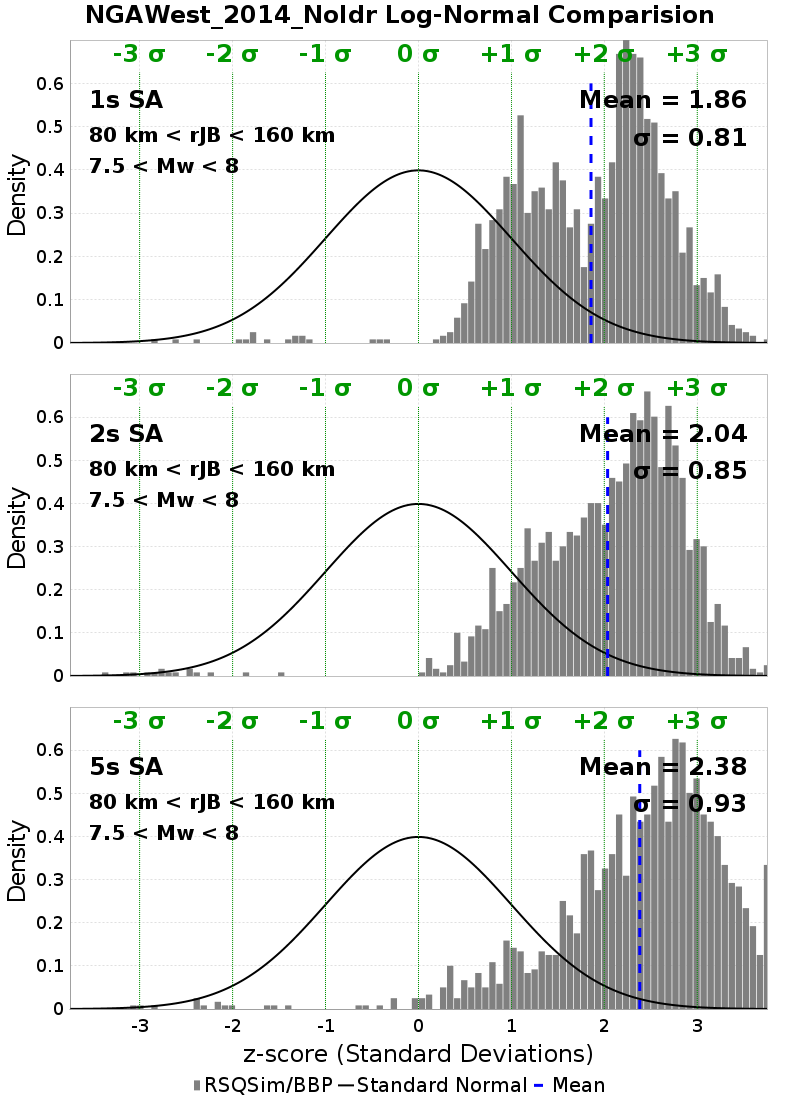 NGAWest_2014_NoIdr Log-Normal Comparision
-3 σ -2 σ -1 σ 0 σ +1 σ +2 σ +3 σ
1s SA
Mean = 1.86
80 km < rJB < 160 km
σ = 0.81
7.5 < Mw < 8
0.6
0.5
0.4
0.3
0.2
0.1
0
Density
-3 σ -2 σ -1 σ 0 σ +1 σ +2 σ +3 σ
2s SA
Mean = 2.04
80 km < rJB < 160 km
σ = 0.85
7.5 < Mw < 8
0.6
0.5
0.4
0.3
0.2
0.1
0
Density
-3 σ -2 σ -1 σ 0 σ +1 σ +2 σ +3 σ
5s SA
Mean = 2.38
80 km < rJB < 160 km
σ = 0.93
7.5 < Mw < 8
0.6
0.5
0.4
0.3
0.2
0.1
0
Density
-3 -2 -1 0 1 2 3
z-score (Standard Deviations)
RSQSim/BBP Standard Normal Mean